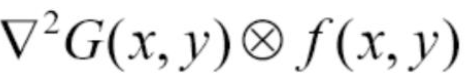 ∇²G(x, y) ⊗ f(x, y)